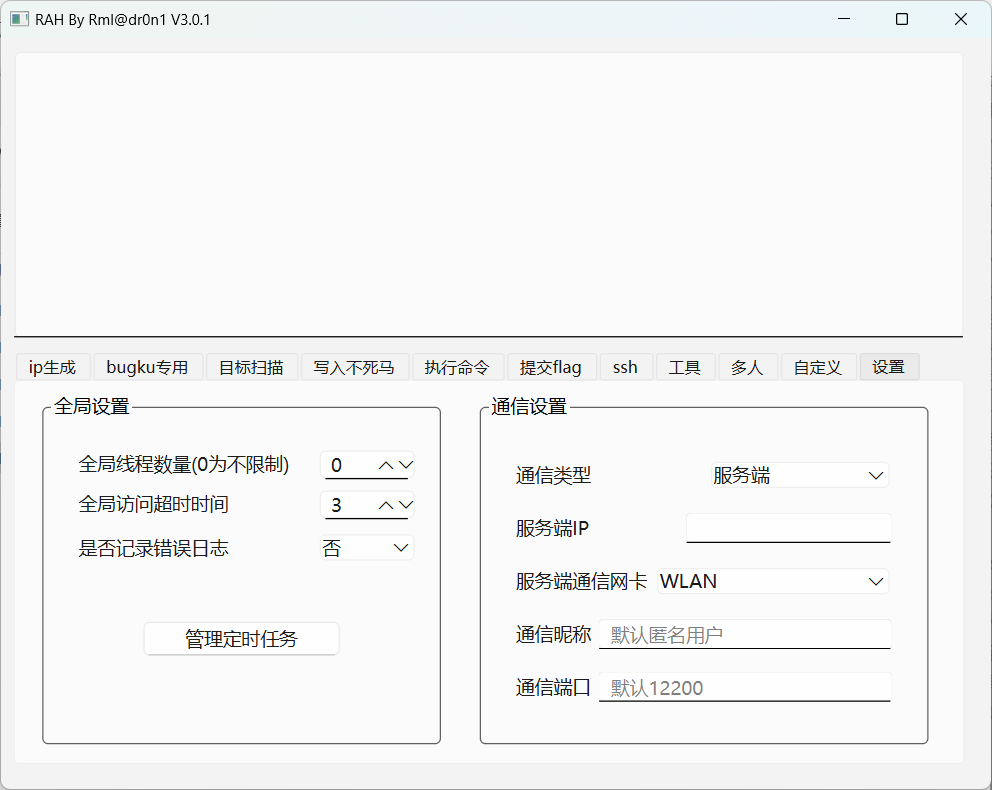 RAH By Rml@dr0n1 V3.0.1
ip生成 bugku专用 目标扫描 写入不死马 执行命令 提交flag ssh 工具 多人 自定义 设置
全局设置
全局线程数量(0为不限制) 0
全局访问超时时间 3
是否记录错误日志 否
管理定时任务
通信设置
通信类型 服务端
服务端IP
服务端通信网卡 WLAN
通信昵称 默认匿名用户
通信端口 默认12200